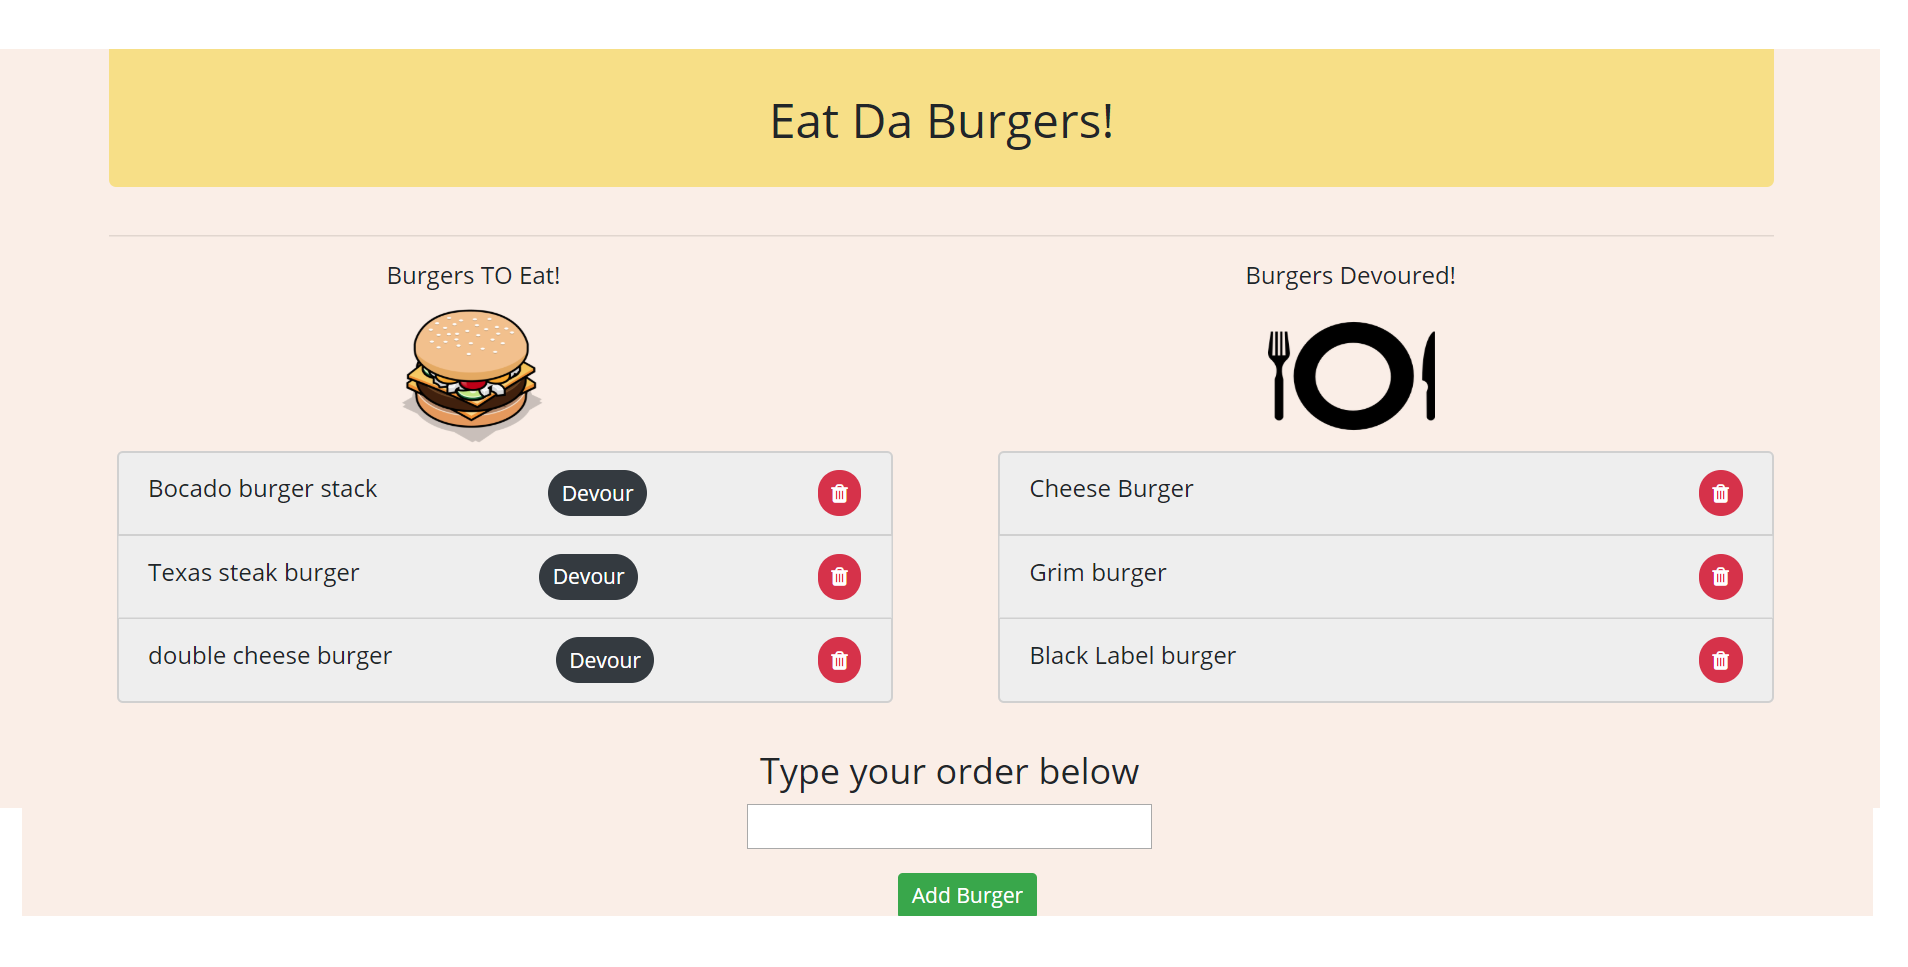 Eat Da Burgers!
Burgers TO Eat!
Bocado burger stack Devour
Texas steak burger Devour
double cheese burger Devour
Burgers Devoured!
Cheese Burger
Grim burger
Black Label burger
Type your order below
Add Burger